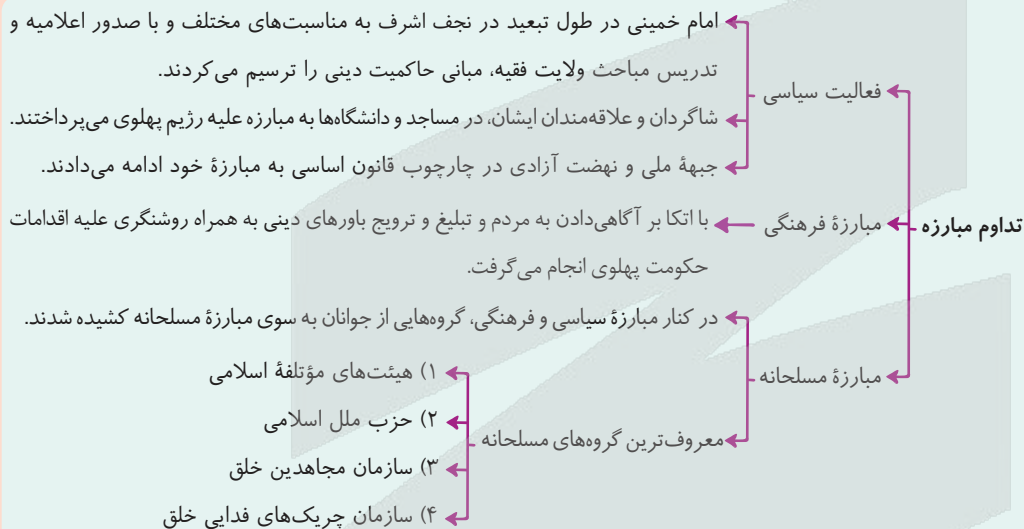 تداوم مبارزه
فعالیت سیاسی
امام خمینی در طول تبعید در نجف اشرف به مناسبت‌های مختلف و با صدور اعلامیه و
تدریس مباحث ولایت فقیه، مبانی حاکمیت دینی را ترسیم می‌کردند.
شاگردان و علاقه‌مندان ایشان، در مساجد و دانشگاه‌ها به مبارزه علیه رژیم پهلوی می‌پرداختند.
جبههٔ ملی و نهضت آزادی در چارچوب قانون اساسی به مبارزهٔ خود ادامه می‌دادند.
مبارزهٔ فرهنگی
با اتکا بر آگاهی‌دادن به مردم و تبلیغ و ترویج باورهای دینی به همراه روشنگری علیه اقدامات
حکومت پهلوی انجام می‌گرفت.
مبارزهٔ مسلحانه
در کنار مبارزهٔ سیاسی و فرهنگی، گروه‌هایی از جوانان به سوی مبارزهٔ مسلحانه کشیده شدند.
معروف‌ترین گروه‌های مسلحانه
۱) هیئت‌های مؤتلفهٔ اسلامی
۲) حزب ملل اسلامی
۳) سازمان مجاهدین خلق
۴) سازمان چریک‌های فدایی خلق